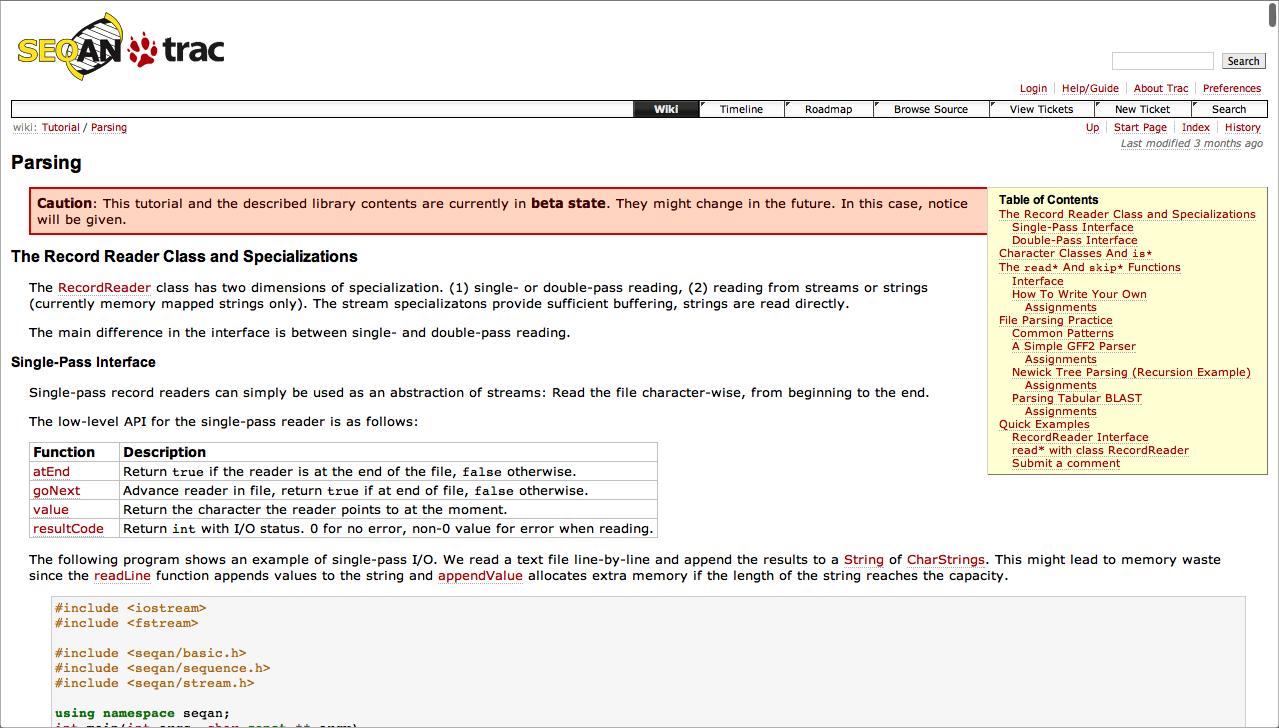 SEQAN trac
Search
Login Help/Guide About Trac Preferences
Wiki Timeline Roadmap Browse Source View Tickets New Ticket Search
wiki: Tutorial / Parsing
Up Start Page Index History
Last modified 3 months ago
Parsing
Caution: This tutorial and the described library contents are currently in beta state. They might change in the future. In this case, notice
will be given.
Table of Contents
The Record Reader Class and Specializations
Single-Pass Interface
Double-Pass Interface
Character Classes And is*
The read* And skip* Functions
Interface
How To Write Your Own
Assignments
File Parsing Practice
Common Patterns
A Simple GFF2 Parser
Assignments
Newick Tree Parsing (Recursion Example)
Assignments
Parsing Tabular BLAST
Assignments
Quick Examples
RecordReader Interface
read* with class RecordReader
Submit a comment
The Record Reader Class and Specializations
The RecordReader class has two dimensions of specialization. (1) single- or double-pass reading, (2) reading from streams or strings
(currently memory mapped strings only). The stream specializatons provide sufficient buffering, strings are read directly.
The main difference in the interface is between single- and double-pass reading.
Single-Pass Interface
Single-pass record readers can simply be used as an abstraction of streams: Read the file character-wise, from beginning to the end.
The low-level API for the single-pass reader is as follows:
Function Description
atEnd Return true if the reader is at the end of the file, false otherwise.
goNext Advance reader in file, return true if at end of file, false otherwise.
value Return the character the reader points to at the moment.
resultCode Return int with I/O status. 0 for no error, non-0 value for error when reading.
The following program shows an example of single-pass I/O. We read a text file line-by-line and append the results to a String of CharStrings. This might lead to memory waste
since the readLine function appends values to the string and appendValue allocates extra memory if the length of the string reaches the capacity.
#include <iostream>
#include <fstream>
#include <seqan/basic.h>
#include <seqan/sequence.h>
#include <seqan/stream.h>
using namespace seqan;